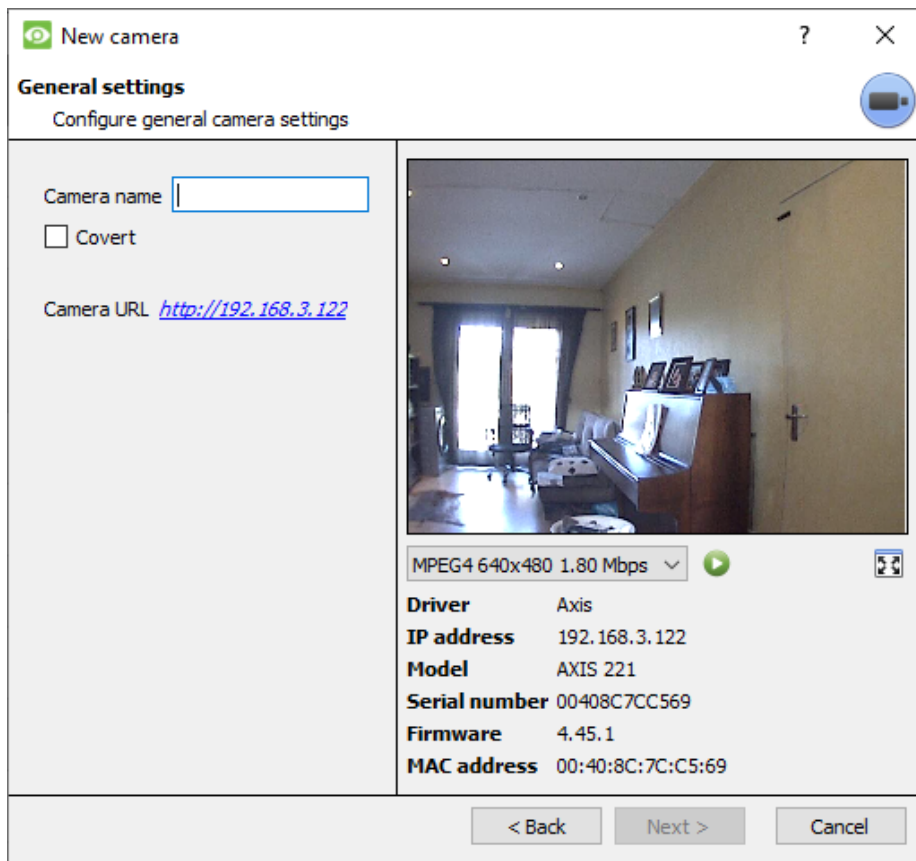 New camera
General settings
Configure general camera settings
Camera name
Covert
Camera URL http://192.168.3.122
MPEG4 640x480 1.80 Mbps
Driver Axis
IP address 192.168.3.122
Model AXIS 221
Serial number 00408C7CC569
Firmware 4.45.1
MAC address 00:40:8C:7C:C5:69
< Back Next > Cancel